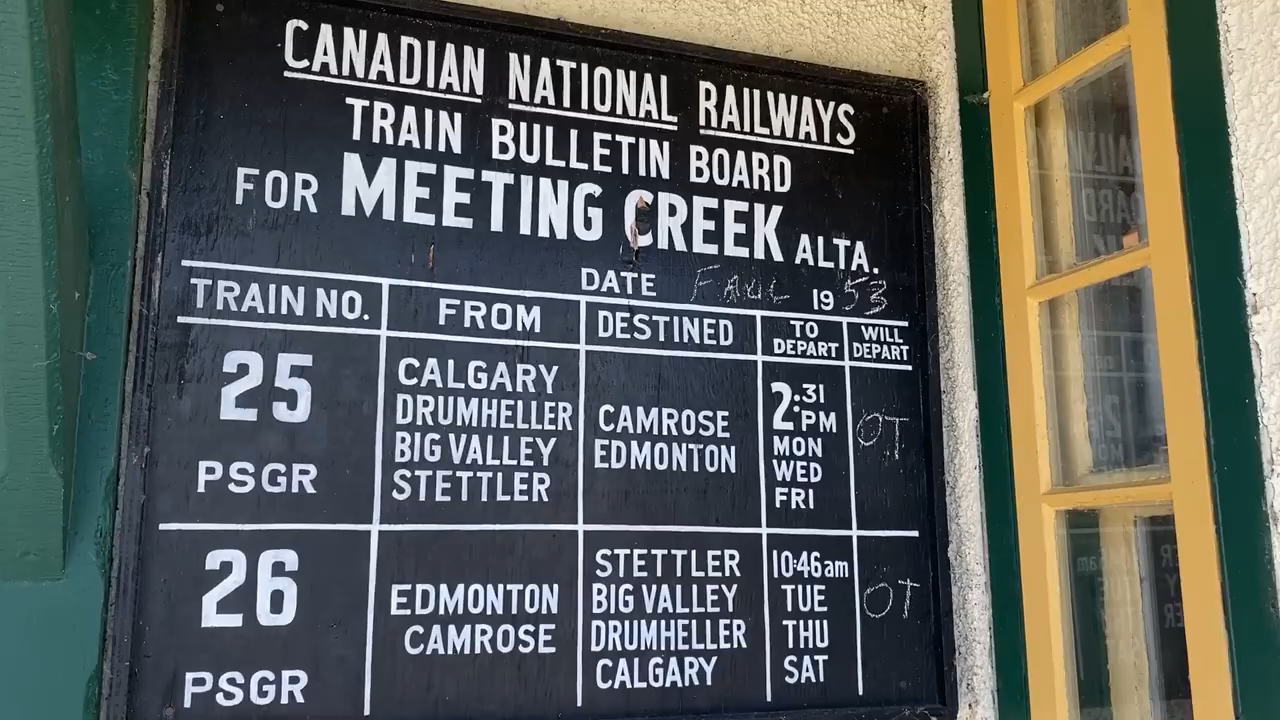 CANADIAN NATIONAL RAILWAYS
TRAIN BULLETIN BOARD
FOR MEETING CREEK ALTA.
DATE FALL 1953
TRAIN NO. FROM DESTINED TO DEPART WILL DEPART
25
PSGR
CALGARY
DRUMHELLER
BIG VALLEY
STETTLER
CAMROSE
EDMONTON
2:31 PM
MON
WED
FRI
OT
26
PSGR
EDMONTON
CAMROSE
STETTLER
BIG VALLEY
DRUMHELLER
CALGARY
10:46am
TUE
THU
SAT
OT